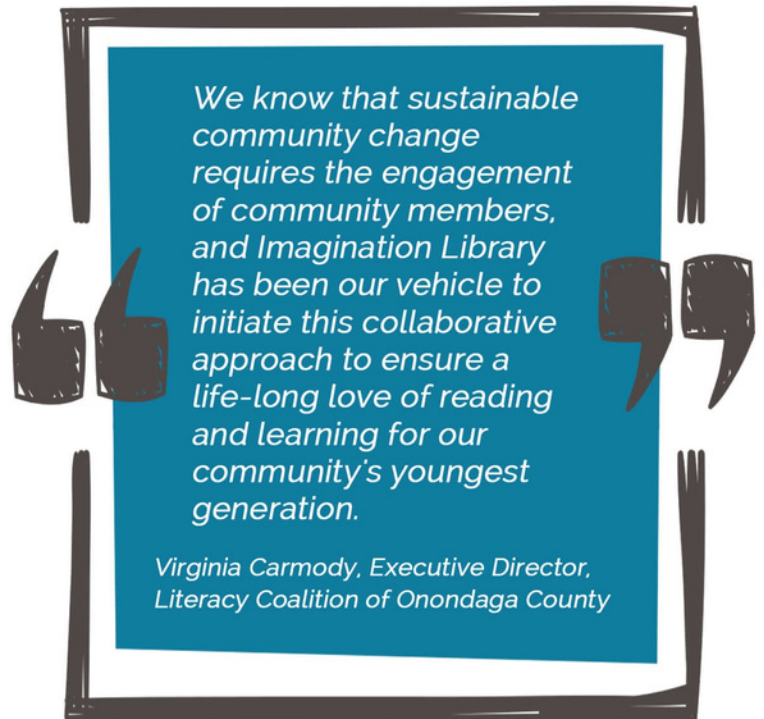 We know that sustainable
community change
requires the engagement
of community members,
and Imagination Library
has been our vehicle to
initiate this collaborative
approach to ensure a
life-long love of reading
and learning for our
community's youngest
generation.
Virginia Carmody, Executive Director,
Literacy Coalition of Onondaga County